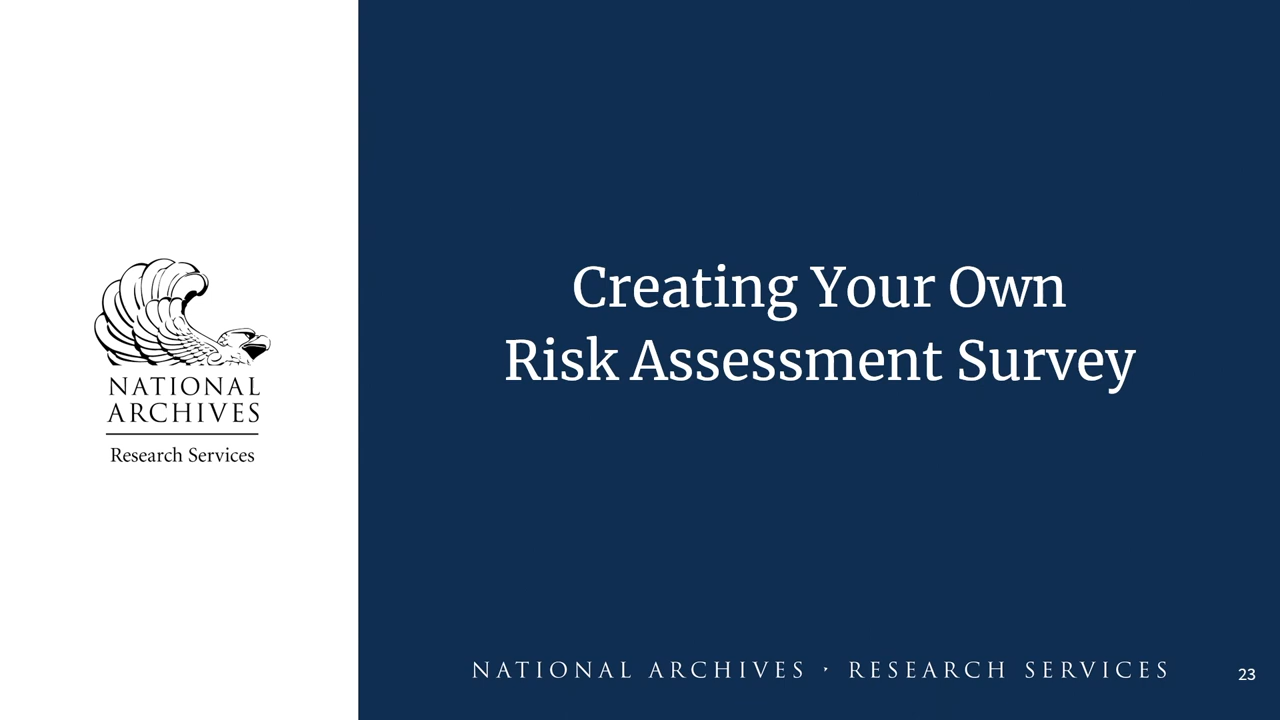 NATIONAL
ARCHIVES
Research Services
Creating Your Own
Risk Assessment Survey
NATIONAL ARCHIVES · RESEARCH SERVICES
23